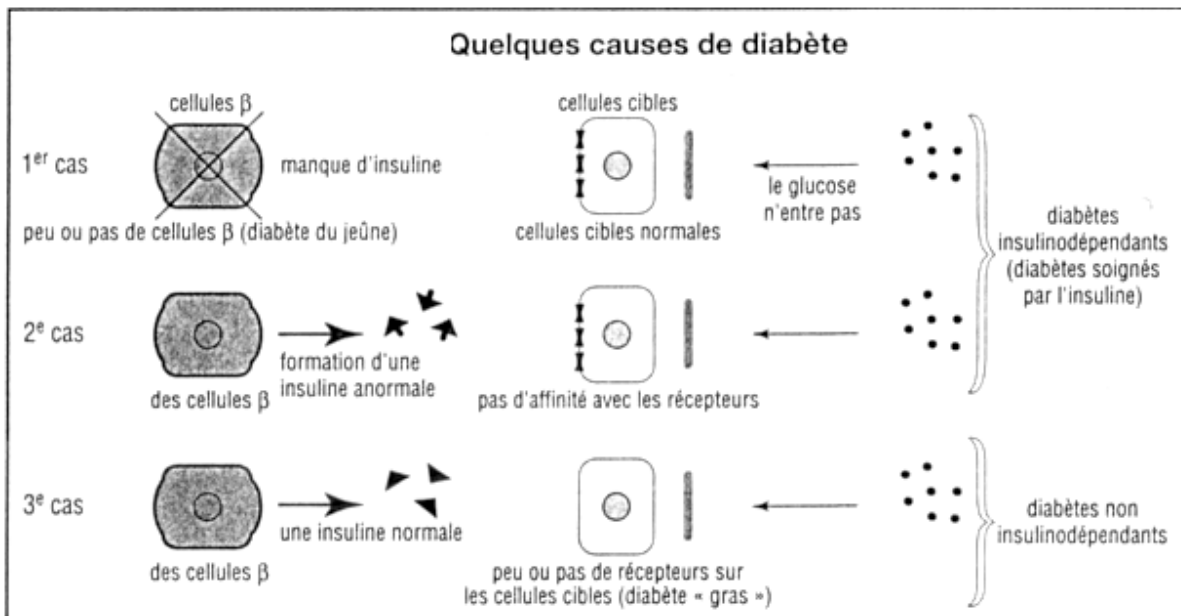 Quelques causes de diabète
cellules β
cellules cibles
1er cas
manque d'insuline
le glucose
n'entre pas
peu ou pas de cellules β (diabète du jeûne)
cellules cibles normales
diabètes
insulinodépendants
(diabètes soignés
par l'insuline)
2e cas
formation d'une
insuline anormale
des cellules β
pas d'affinité avec les récepteurs
3e cas
une insuline normale
des cellules β
peu ou pas de récepteurs sur
les cellules cibles (diabète « gras »)
diabètes non
insulinodépendants